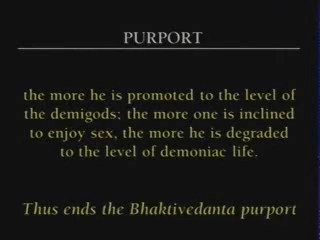 PURPORT
the more he is promoted to the level of
the demigods; the more one is inclined
to enjoy sex, the more he is degraded
to the level of demoniac life.
Thus ends the Bhaktivedanta purport